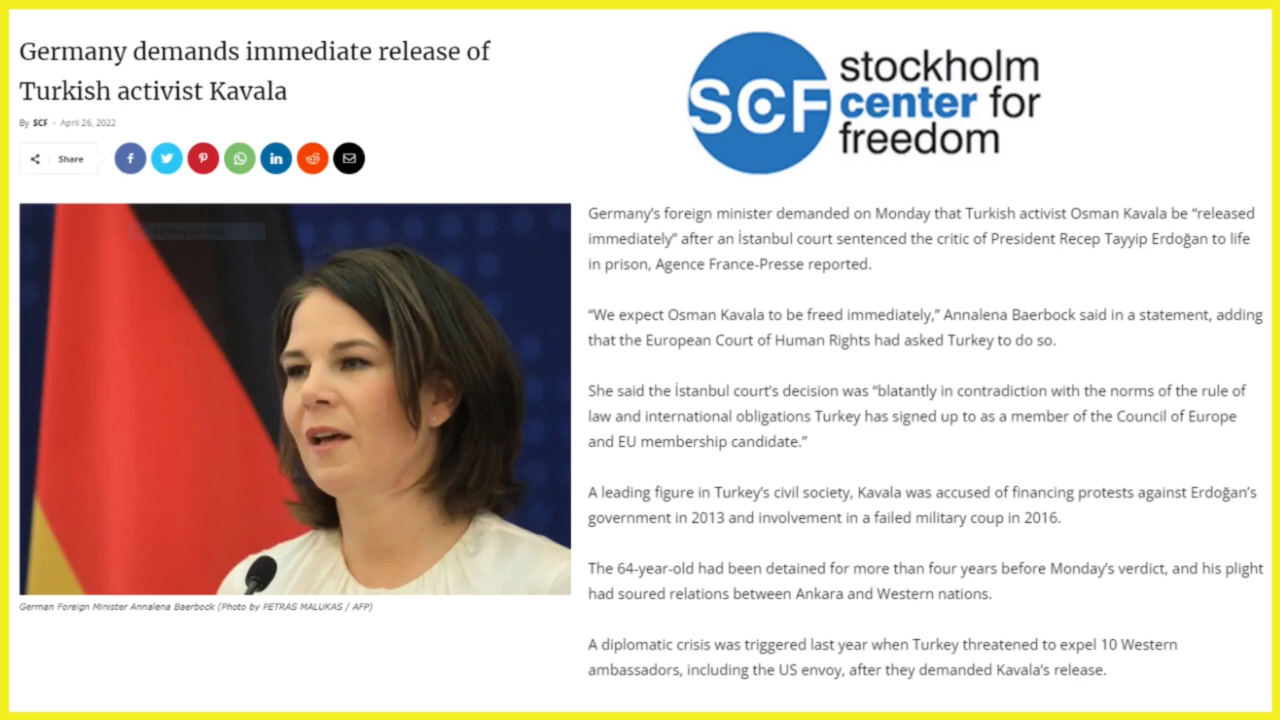 Germany demands immediate release of
Turkish activist Kavala
By SCF - April 26, 2022
Share
SCF stockholm
center for
freedom
German Foreign Minister Annalena Baerbock (Photo by PETRAS MALUKAS / AFP)
Germany's foreign minister demanded on Monday that Turkish activist Osman Kavala be “released
immediately” after an İstanbul court sentenced the critic of President Recep Tayyip Erdoğan to life
in prison, Agence France-Presse reported.
“We expect Osman Kavala to be freed immediately,” Annalena Baerbock said in a statement, adding
that the European Court of Human Rights had asked Turkey to do so.
She said the İstanbul court's decision was “blatantly in contradiction with the norms of the rule of
law and international obligations Turkey has signed up to as a member of the Council of Europe
and EU membership candidate.”
A leading figure in Turkey's civil society, Kavala was accused of financing protests against Erdoğan's
government in 2013 and involvement in a failed military coup in 2016.
The 64-year-old had been detained for more than four years before Monday's verdict, and his plight
had soured relations between Ankara and Western nations.
A diplomatic crisis was triggered last year when Turkey threatened to expel 10 Western
ambassadors, including the US envoy, after they demanded Kavala's release.